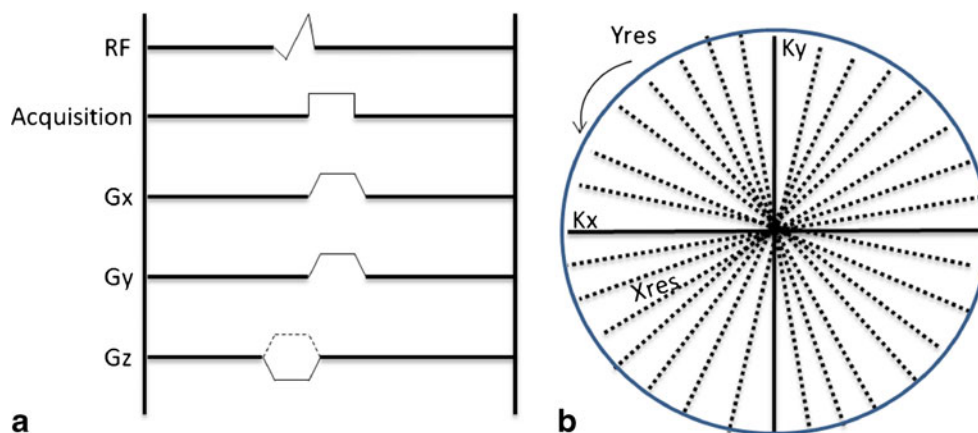 RF
Acquisition
Gx
Gy
Gz
a
Yres
Ky
Kx
Xres
b